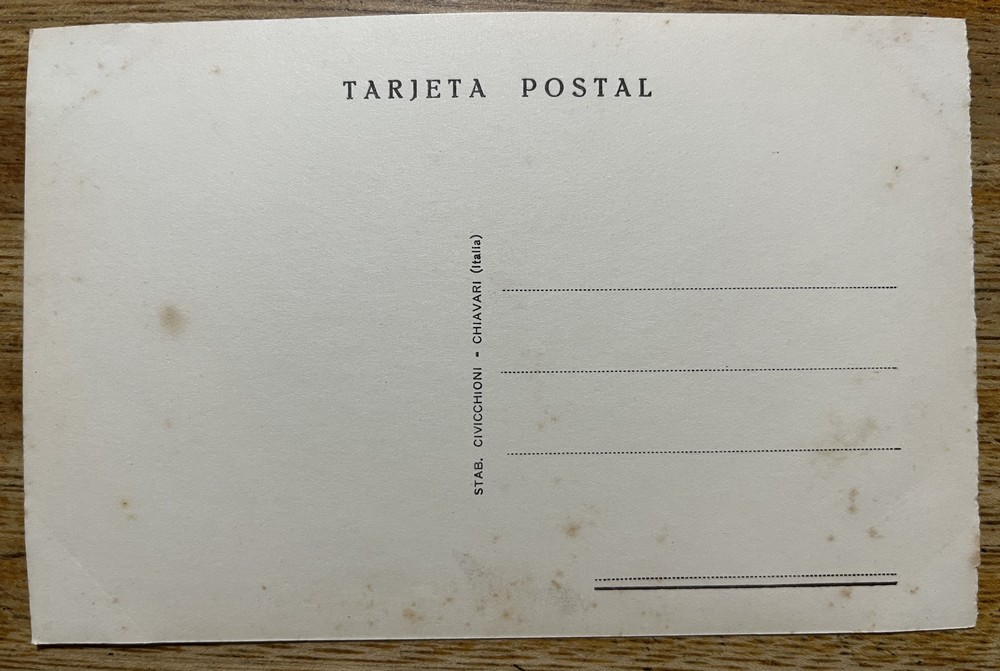 TARJETA POSTAL
STAB. CIVICCHIONI - CHIAVARI (Italia)